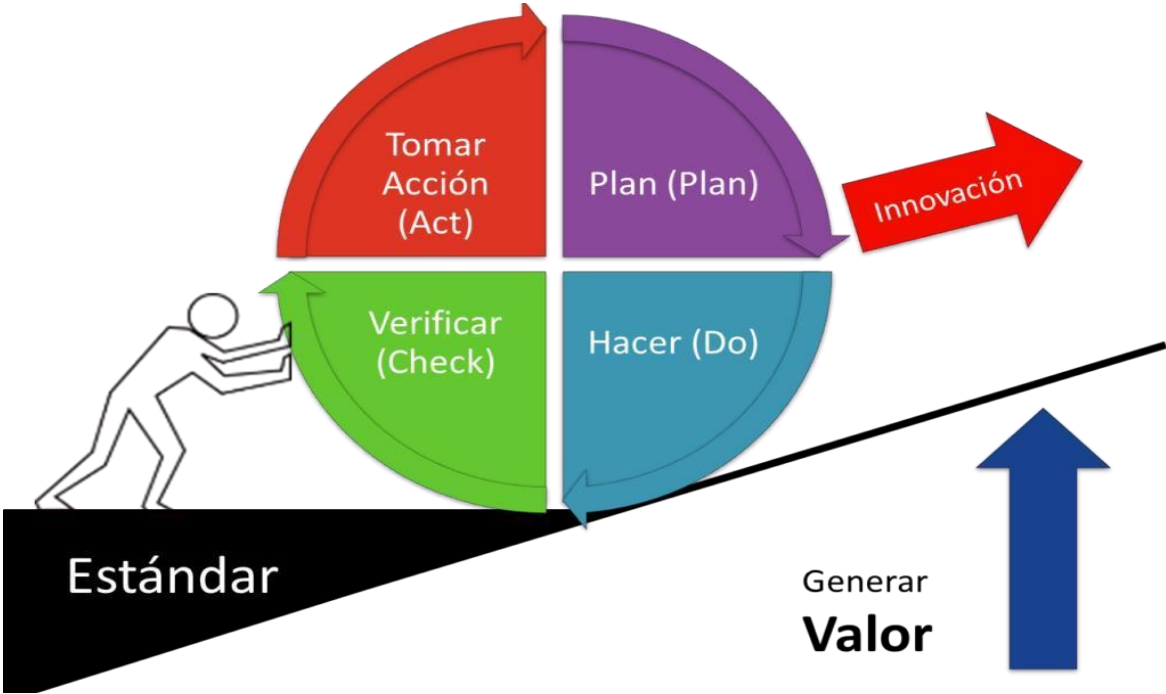 Tomar
Acción
(Act)
Plan (Plan)
Innovación
Verificar
(Check)
Hacer (Do)
Estándar
Generar
Valor